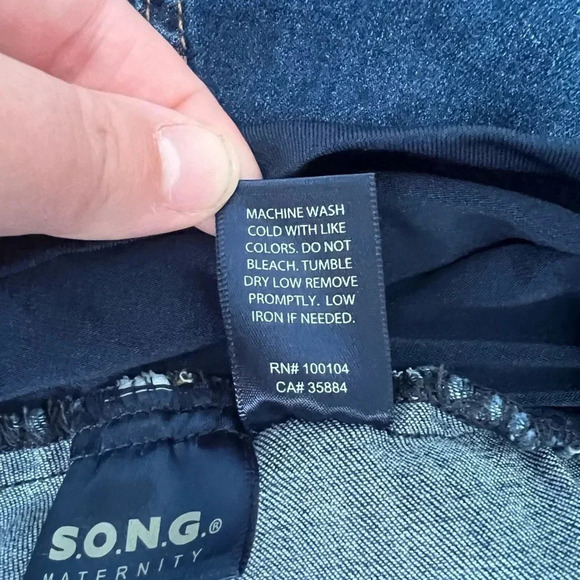 MACHINE WASH
COLD WITH LIKE
COLORS. DO NOT
BLEACH. TUMBLE
DRY LOW REMOVE
PROMPTLY. LOW
IRON IF NEEDED.
RN# 100104
CA# 35884
S.O.N.G.®
MATERNITY